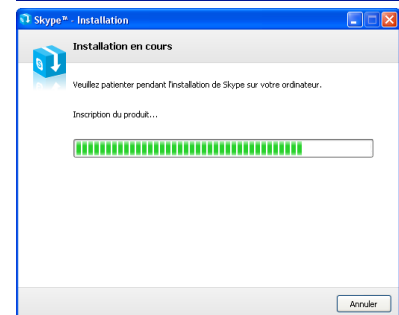 Skype™ - Installation
Installation en cours
Veuillez patienter pendant l'installation de Skype sur votre ordinateur.
Inscription du produit...
Annuler